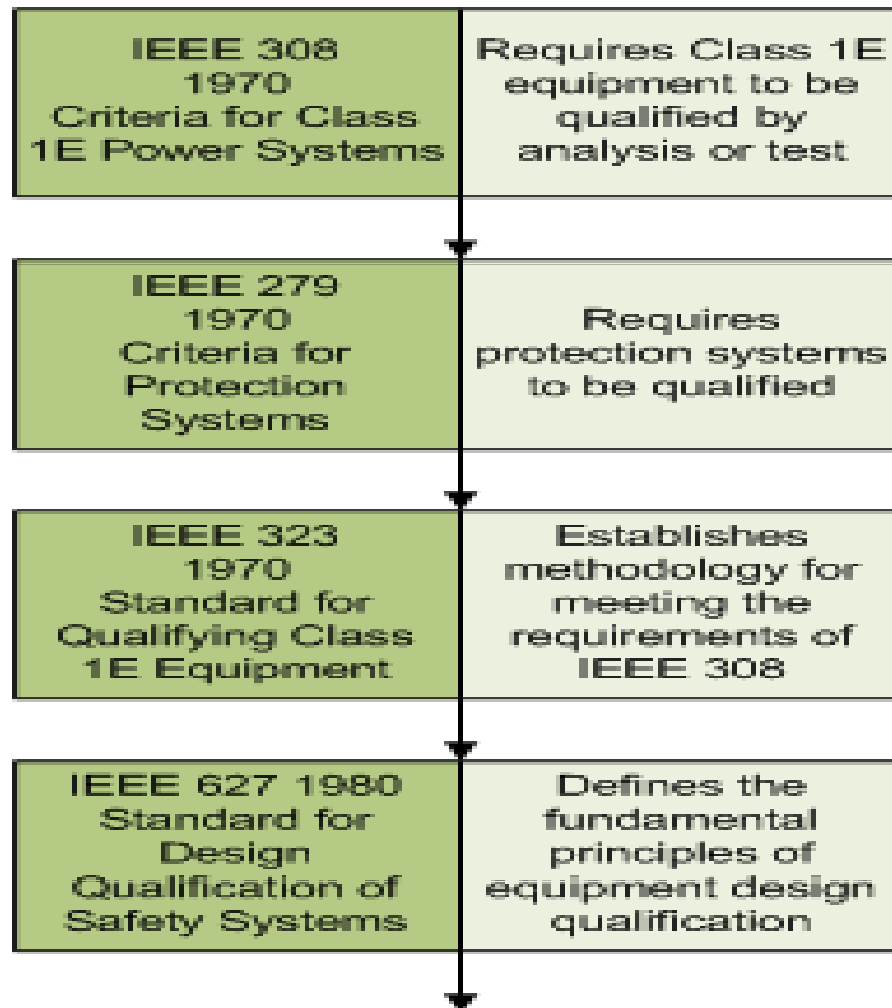 IEEE 308
1970
Criteria for Class
1E Power Systems
Requires Class 1E
equipment to be
qualified by
analysis or test
IEEE 279
1970
Criteria for
Protection
Systems
Requires
protection systems
to be qualified
IEEE 323
1970
Standard for
Qualifying Class
1E Equipment
Establishes
methodology for
meeting the
requirements of
IEEE 308
IEEE 627 1980
Standard for
Design
Qualification of
Safety Systems
Defines the
fundamental
principles of
equipment design
qualification